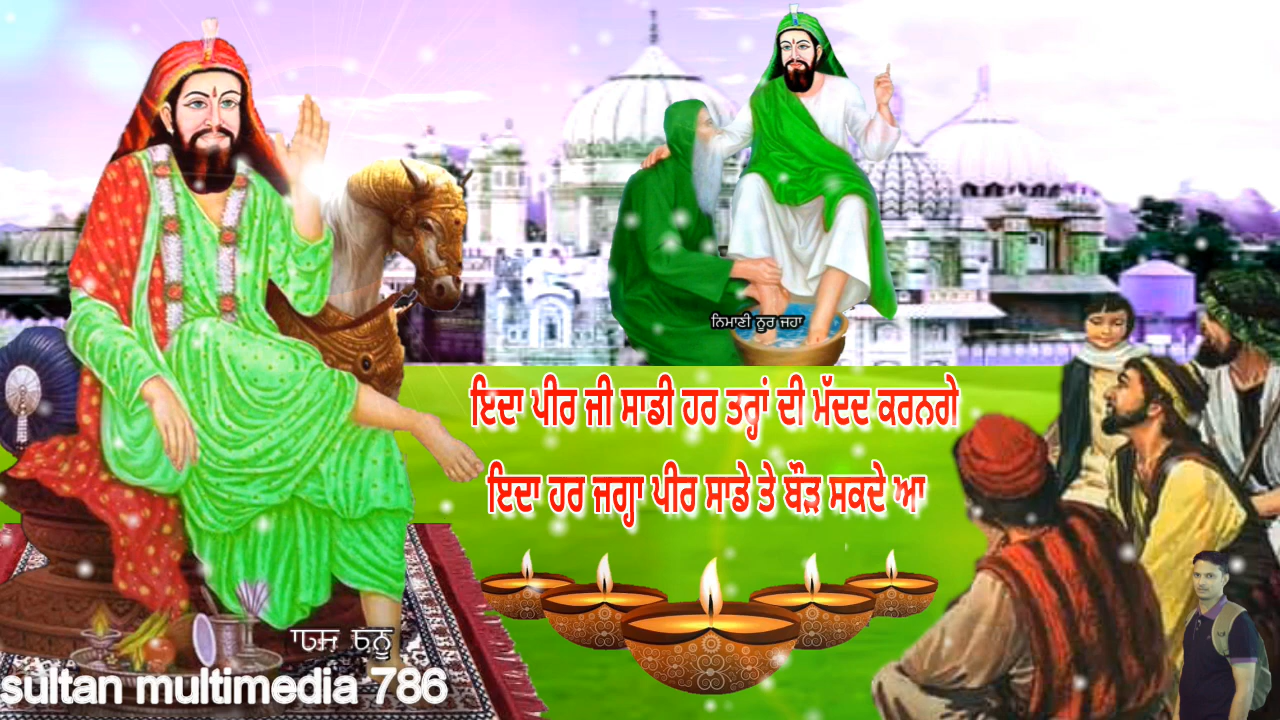 ਨਿਮਾਣੀ ਨੂਰ ਜਹਾ
ਇਦਾ ਪੀਰ ਜੀ ਸਾਡੀ ਹਰ ਤਰ੍ਹਾਂ ਦੀ ਮੱਦਦ ਕਰਨਗੇ
ਇਦਾ ਹਰ ਜਗ੍ਹਾ ਪੀਰ ਸਾਡੇ ਤੇ ਬੌੜ ਸਕਦੇ ਆ
sultan multimedia 786